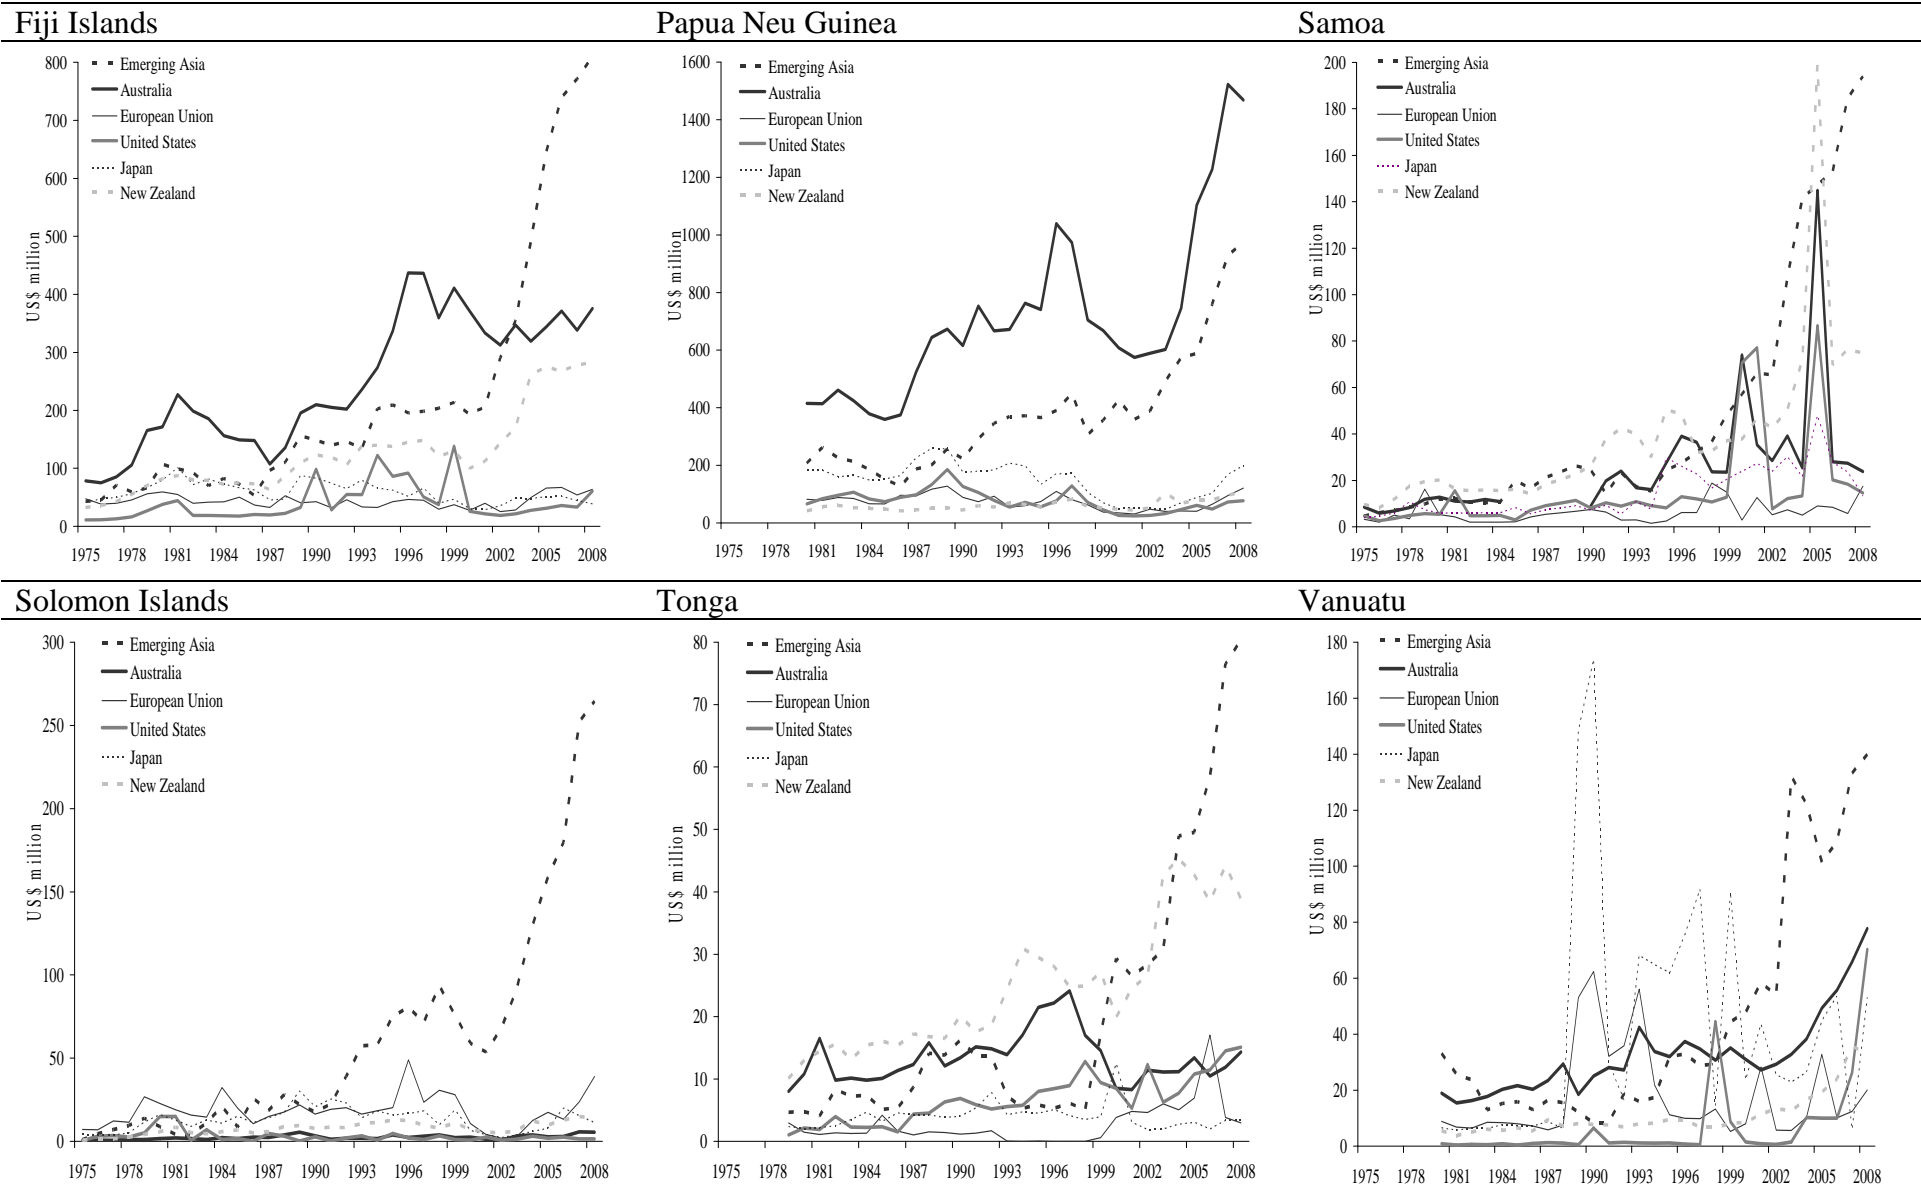 Fiji Islands
Papua Neu Guinea
Samoa
Emerging Asia
Australia
European Union
United States
Japan
New Zealand
US$ million
800
700
600
500
400
300
200
100
0
1975 1978 1981 1984 1987 1990 1993 1996 1999 2002 2005 2008
Emerging Asia
Australia
European Union
United States
Japan
New Zealand
US$ million
1600
1400
1200
1000
800
600
400
200
0
1975 1978 1981 1984 1987 1990 1993 1996 1999 2002 2005 2008
Emerging Asia
Australia
European Union
United States
Japan
New Zealand
US$ million
200
180
160
140
120
100
80
60
40
20
0
1975 1978 1981 1984 1987 1990 1993 1996 1999 2002 2005 2008
Solomon Islands
Tonga
Vanuatu
Emerging Asia
Australia
European Union
United States
Japan
New Zealand
US$ million
300
250
200
150
100
50
0
1975 1978 1981 1984 1987 1990 1993 1996 1999 2002 2005 2008
Emerging Asia
Australia
European Union
United States
Japan
New Zealand
US$ million
80
70
60
50
40
30
20
10
0
1975 1978 1981 1984 1987 1990 1993 1996 1999 2002 2005 2008
Emerging Asia
Australia
European Union
United States
Japan
New Zealand
US$ million
180
160
140
120
100
80
60
40
20
0
1975 1978 1981 1984 1987 1990 1993 1996 1999 2002 2005 2008